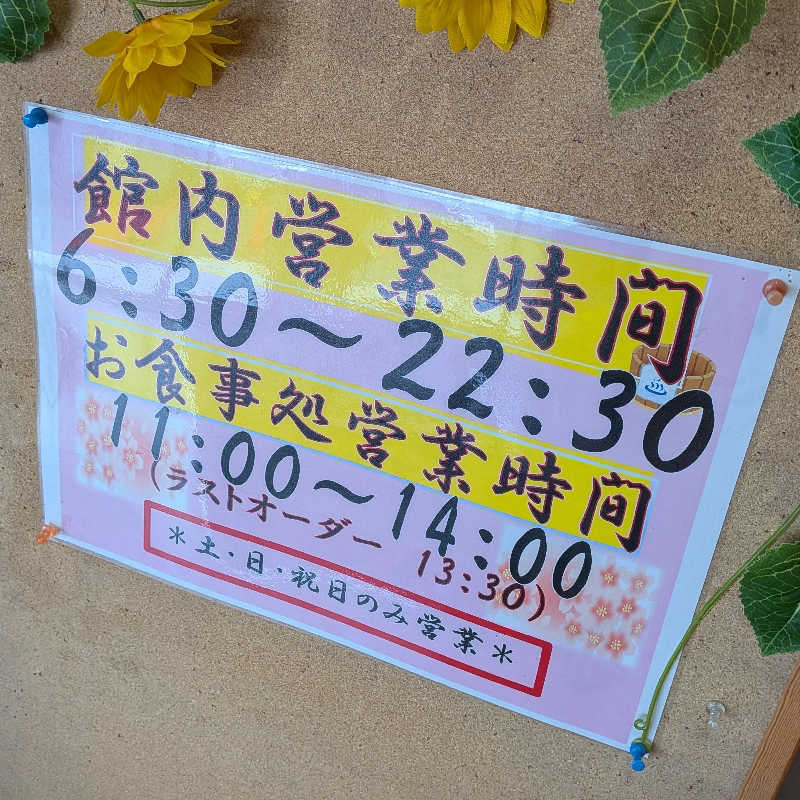 館内営業時間
6:30～22:30
お食事処営業時間
11:00～14:00
(ラストオーダー 13:30)
＊土・日・祝日のみ営業＊